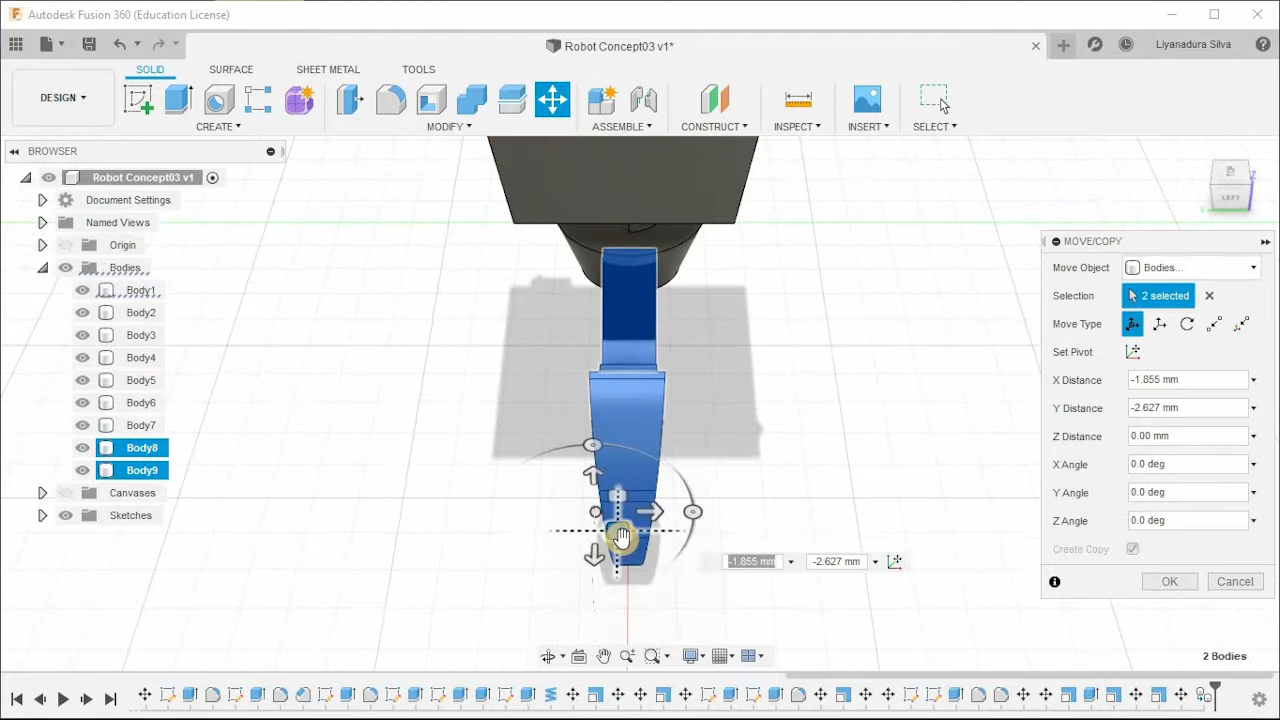 Autodesk Fusion 360 (Education License)
Robot Concept03 v1*
Liyanadura Silva
DESIGN
SOLID
SURFACE
SHEET METAL
TOOLS
CREATE
MODIFY
ASSEMBLE
CONSTRUCT
INSPECT
INSERT
SELECT
BROWSER
Robot Concept03 v1
Document Settings
Named Views
Origin
Bodies
Body1
Body2
Body3
Body4
Body5
Body6
Body7
Body8
Body9
Canvases
Sketches
LEFT
Z
MOVE/COPY
Move Object Bodies...
Selection 2 selected
Move Type
Set Pivot
X Distance -1.855 mm
Y Distance -2.627 mm
Z Distance 0.00 mm
X Angle 0.0 deg
Y Angle 0.0 deg
Z Angle 0.0 deg
Create Copy
OK Cancel
-1.855 mm -2.627 mm
2 Bodies